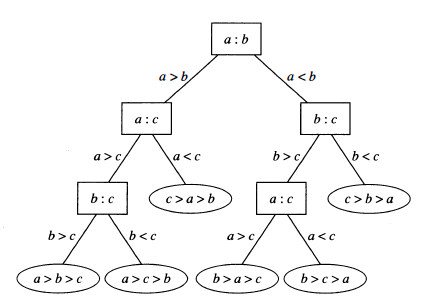 a : b
a > b
a < b
a : c
b : c
a > c
a < c
b > c
b < c
b : c
c > a > b
a : c
c > b > a
b > c
b < c
a > c
a < c
a > b > c
a > c > b
b > a > c
b > c > a